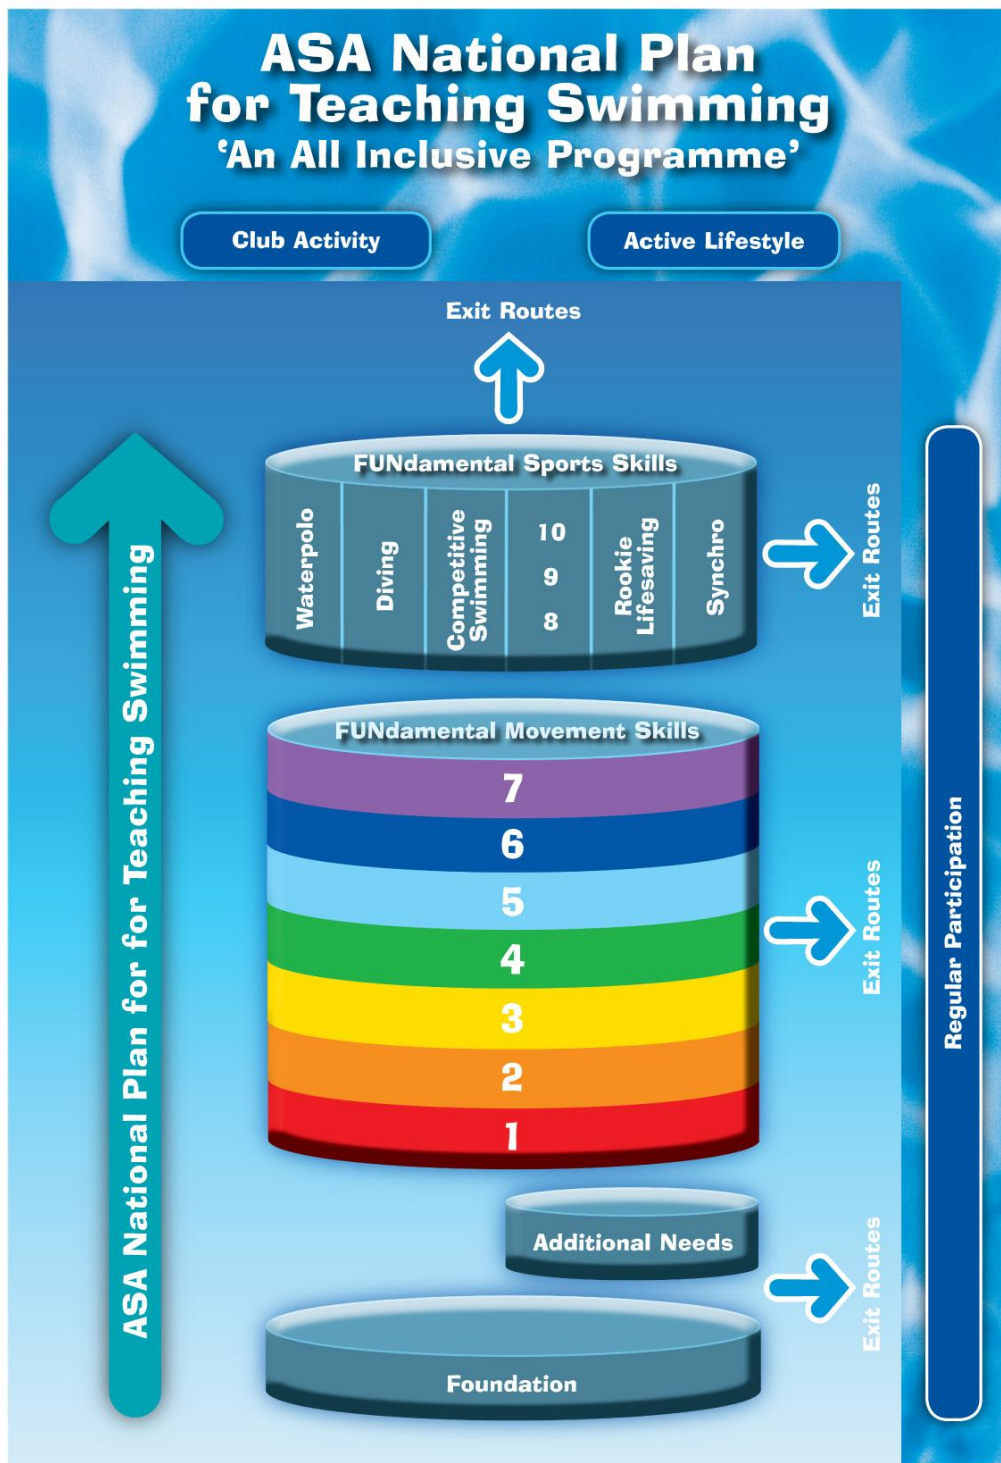 ASA National Plan
for Teaching Swimming
‘An All Inclusive Programme’
Club Activity
Active Lifestyle
Exit Routes
FUNdamental Sports Skills
Waterpolo
Diving
Competitive
Swimming
10
9
8
Rookie
Lifesaving
Synchro
Exit Routes
FUNdamental Movement Skills
7
6
5
4
3
2
1
Exit Routes
Additional Needs
Exit Routes
Foundation
ASA National Plan for for Teaching Swimming
Regular Participation